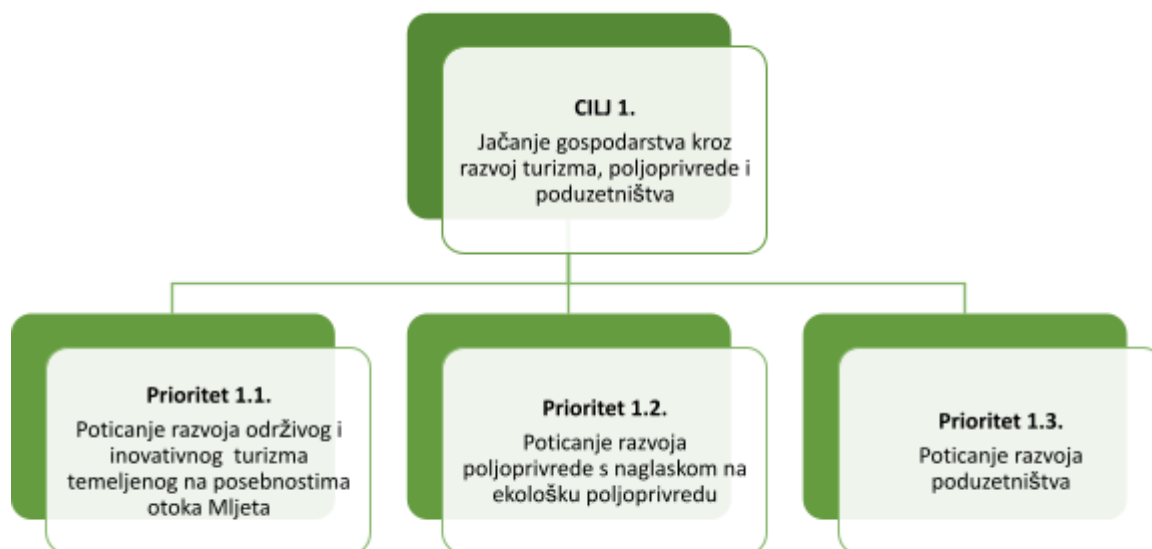 CILJ 1.
Jačanje gospodarstva kroz
razvoj turizma, poljoprivrede i
poduzetništva
Prioritet 1.1.
Poticanje razvoja održivog i
inovativnog turizma
temeljenog na posebnostima
otoka Mljeta
Prioritet 1.2.
Poticanje razvoja
poljoprivrede s naglaskom na
ekološku poljoprivredu
Prioritet 1.3.
Poticanje razvoja
poduzetništva